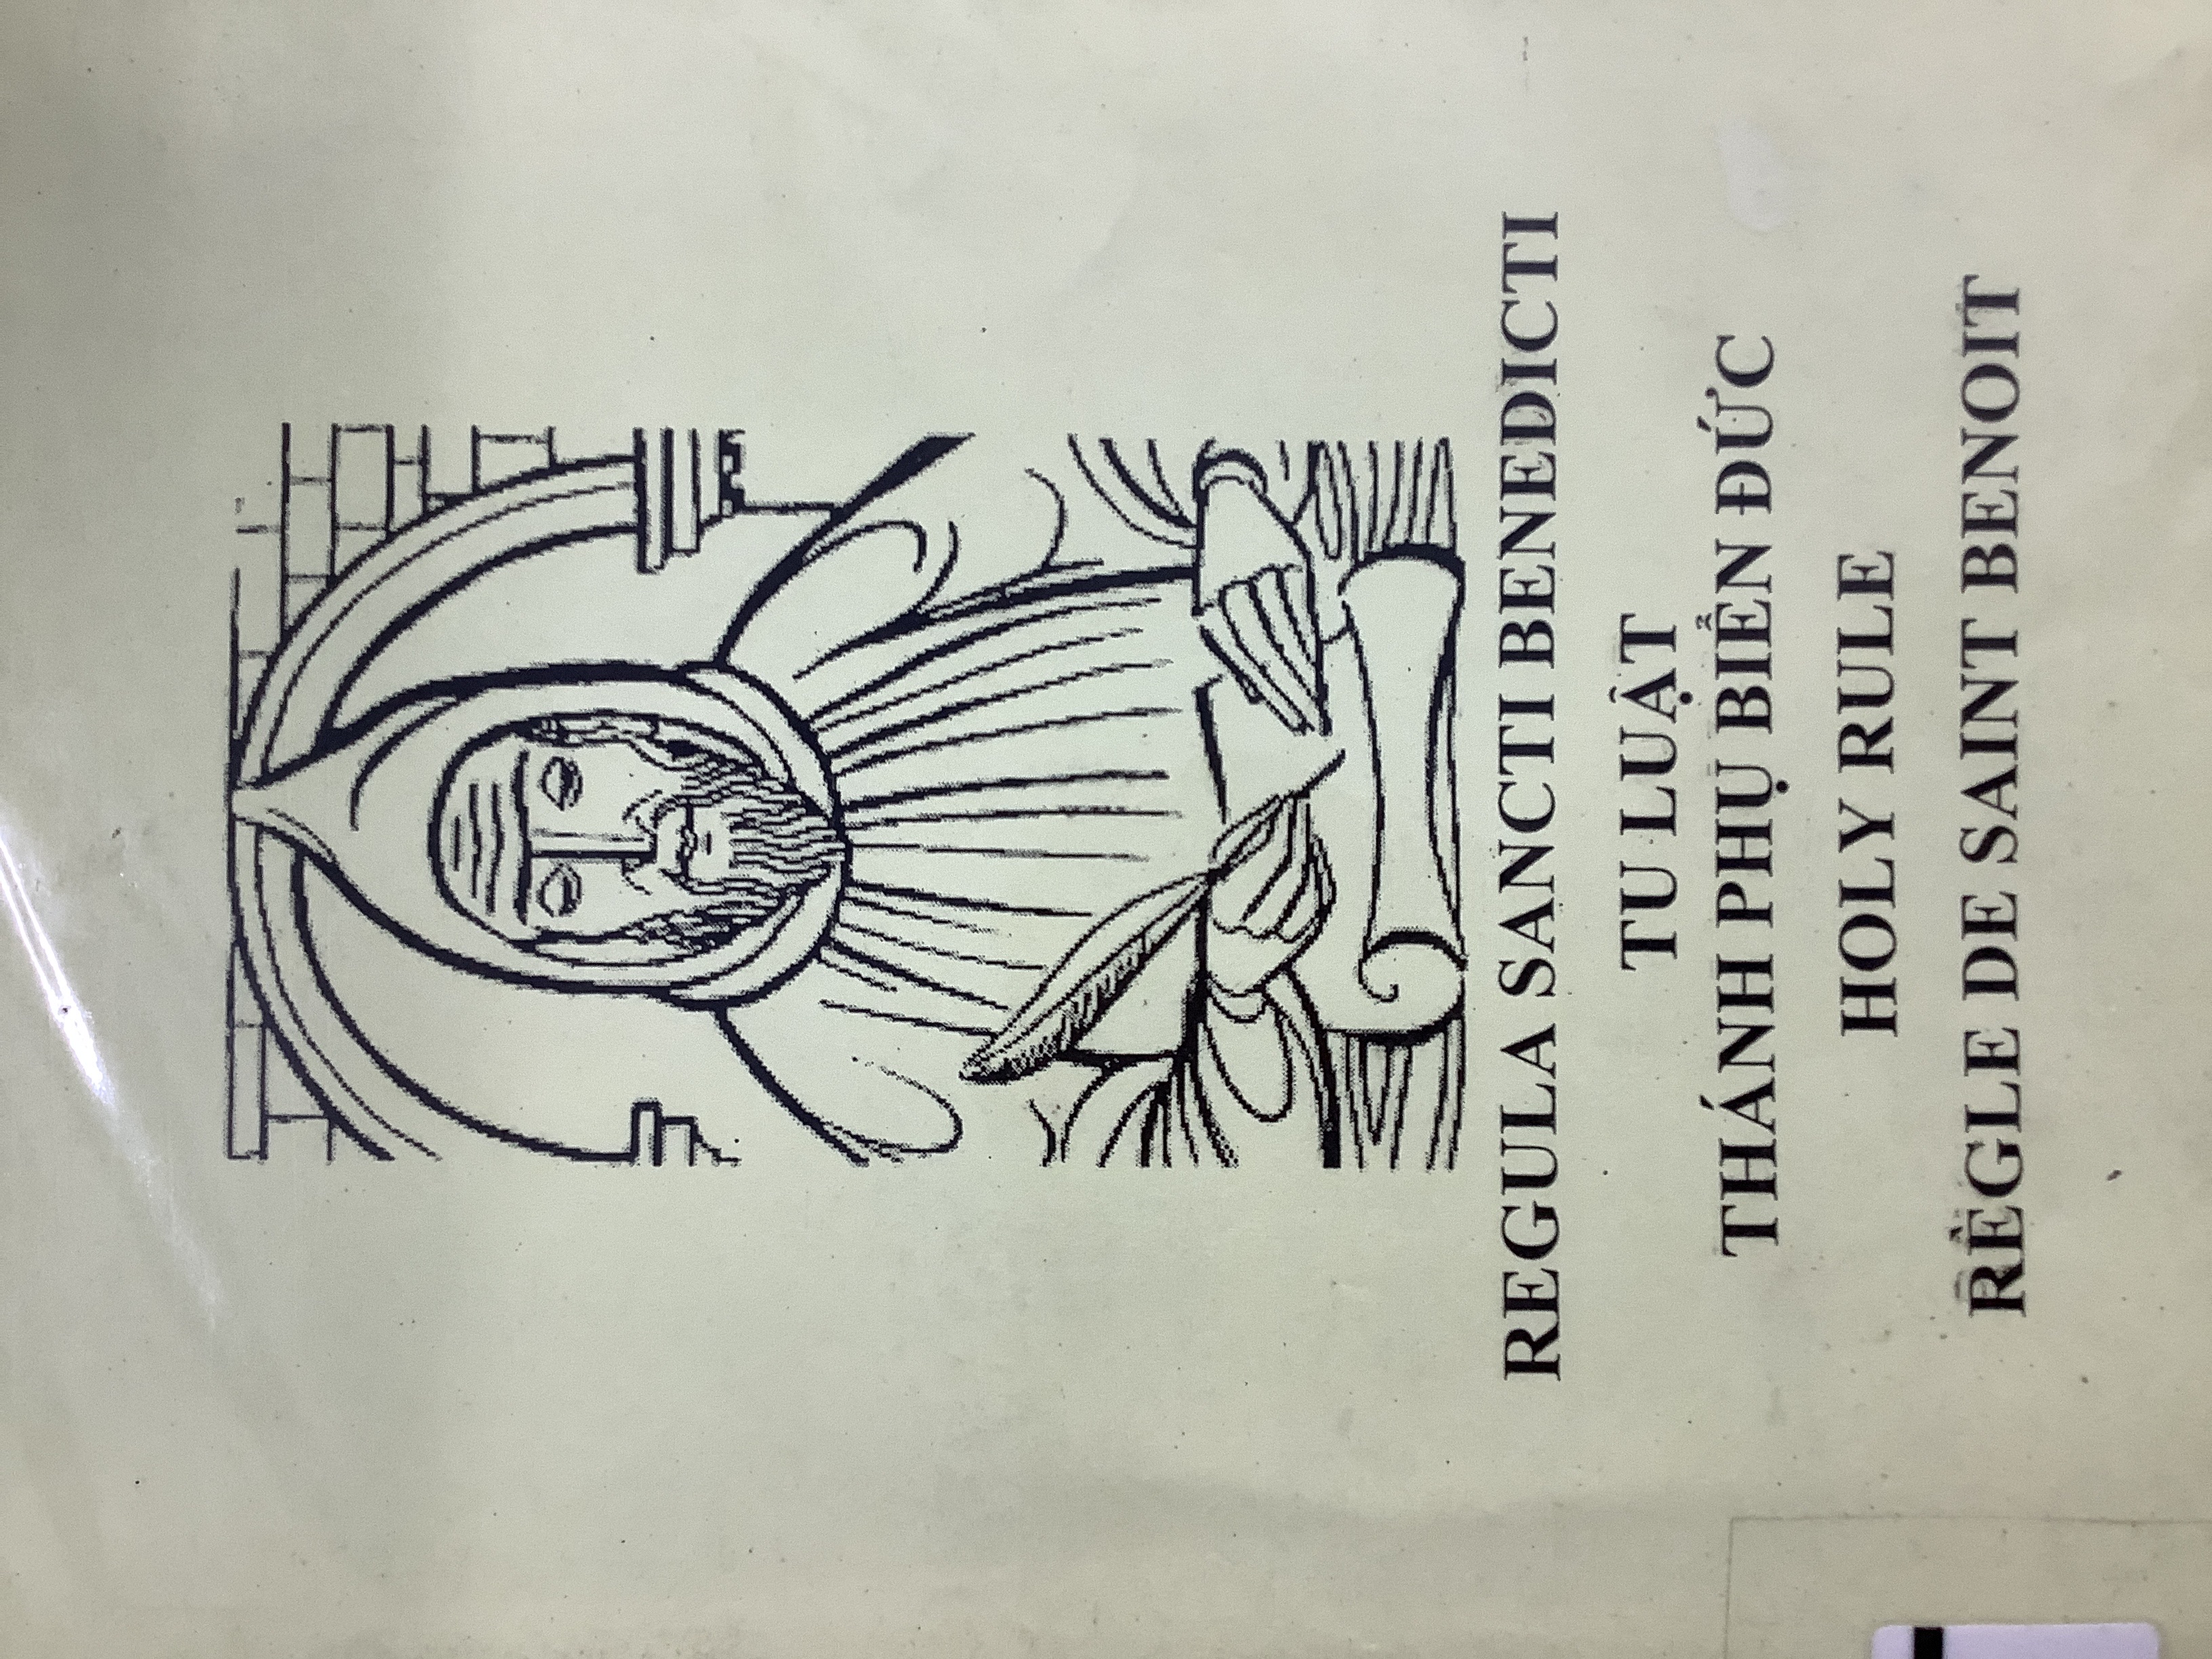 REGULA SANCTI BENEDICTI
TU LUẬT
THÁNH PHỤ BIỂN ĐỨC
HOLY RULE
RÈGLE DE SAINT BENOIT